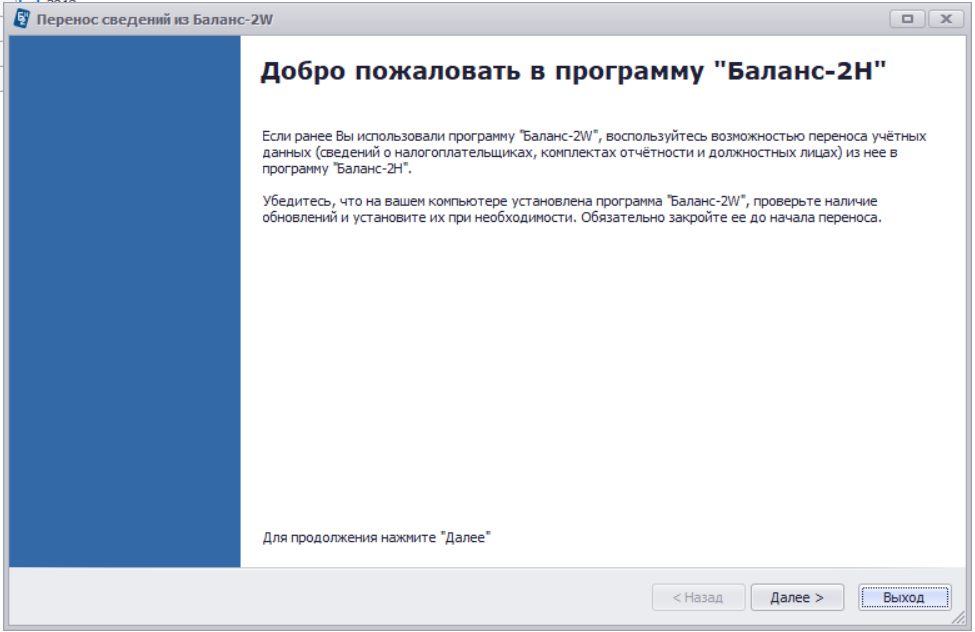 Перенос сведений из Баланс-2W
Добро пожаловать в программу "Баланс-2Н"
Если ранее Вы использовали программу "Баланс-2W", воспользуйтесь возможностью переноса учётных
данных (сведений о налогоплательщиках, комплектах отчётности и должностных лицах) из нее в
программу "Баланс-2Н".
Убедитесь, что на вашем компьютере установлена программа "Баланс-2W", проверьте наличие
обновлений и установите их при необходимости. Обязательно закройте ее до начала переноса.
Для продолжения нажмите "Далее"
< Назад
Далее >
Выход